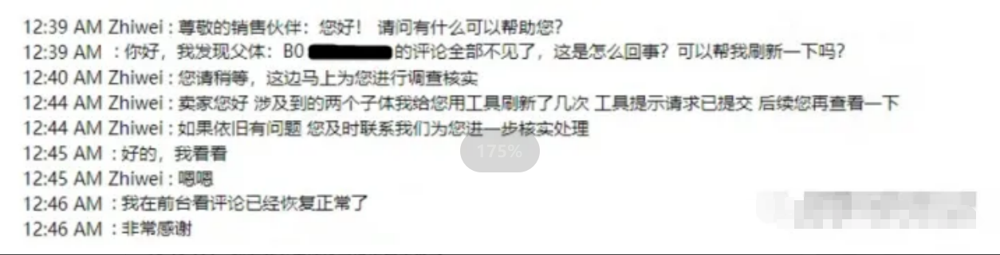 12:39 AM Zhiwei : 尊敬的销售伙伴：您好！ 请问有什么可以帮助您？
12:39 AM : 你好，我发现父体：B0 的评论全部不见了，这是怎么回事？可以帮我刷新一下吗？
12:40 AM Zhiwei : 您请稍等，这边马上为您进行调查核实
12:44 AM Zhiwei : 卖家您好 涉及到的两个子体我给您用工具刷新了几次 工具提示请求已提交 后续您再查看一下
12:44 AM Zhiwei : 如果依旧有问题 您及时联系我们为您进一步核实处理
175%
12:45 AM : 好的，我看看
12:45 AM Zhiwei : 嗯嗯
12:46 AM : 我在前台看评论已经恢复正常了
12:46 AM : 非常感谢